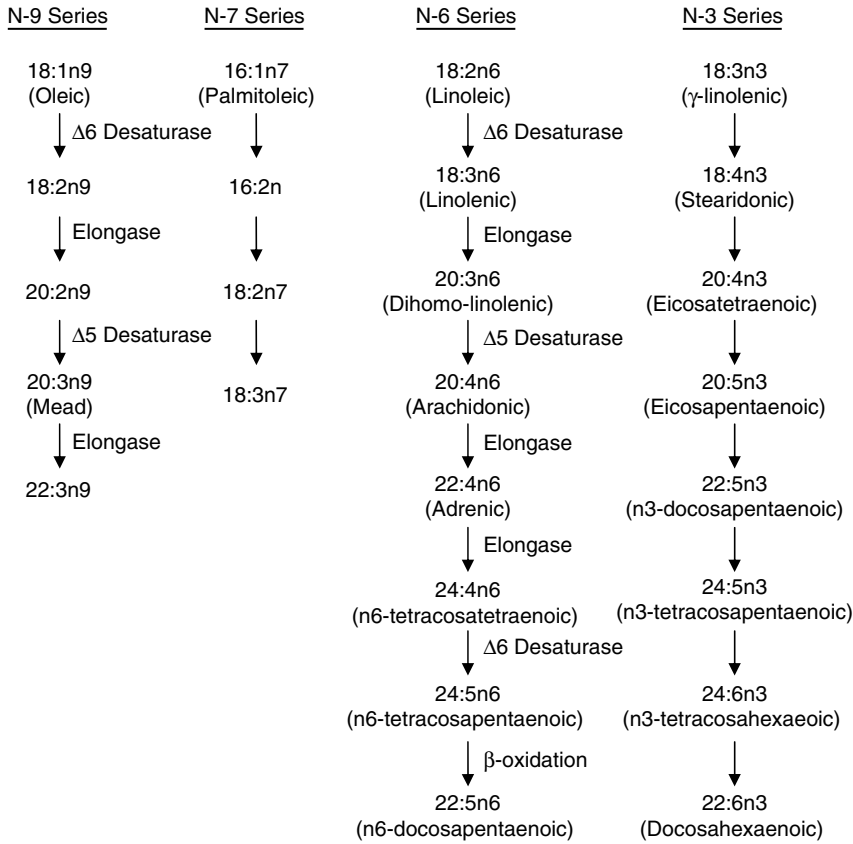 N-9 Series
N-7 Series
N-6 Series
N-3 Series
18:1n9
(Oleic)
Δ6 Desaturase
18:2n9
Elongase
20:2n9
Δ5 Desaturase
20:3n9
(Mead)
Elongase
22:3n9
16:1n7
(Palmitoleic)
16:2n
18:2n7
18:3n7
18:2n6
(Linoleic)
Δ6 Desaturase
18:3n6
(Linolenic)
Elongase
20:3n6
(Dihomo-linolenic)
Δ5 Desaturase
20:4n6
(Arachidonic)
Elongase
22:4n6
(Adrenic)
Elongase
24:4n6
(n6-tetracosatetraenoic)
Δ6 Desaturase
24:5n6
(n6-tetracosapentaenoic)
β-oxidation
22:5n6
(n6-docosapentaenoic)
18:3n3
(γ-linolenic)
18:4n3
(Stearidonic)
20:4n3
(Eicosatetraenoic)
20:5n3
(Eicosapentaenoic)
22:5n3
(n3-docosapentaenoic)
24:5n3
(n3-tetracosapentaenoic)
24:6n3
(n3-tetracosahexaeoic)
22:6n3
(Docosahexaenoic)